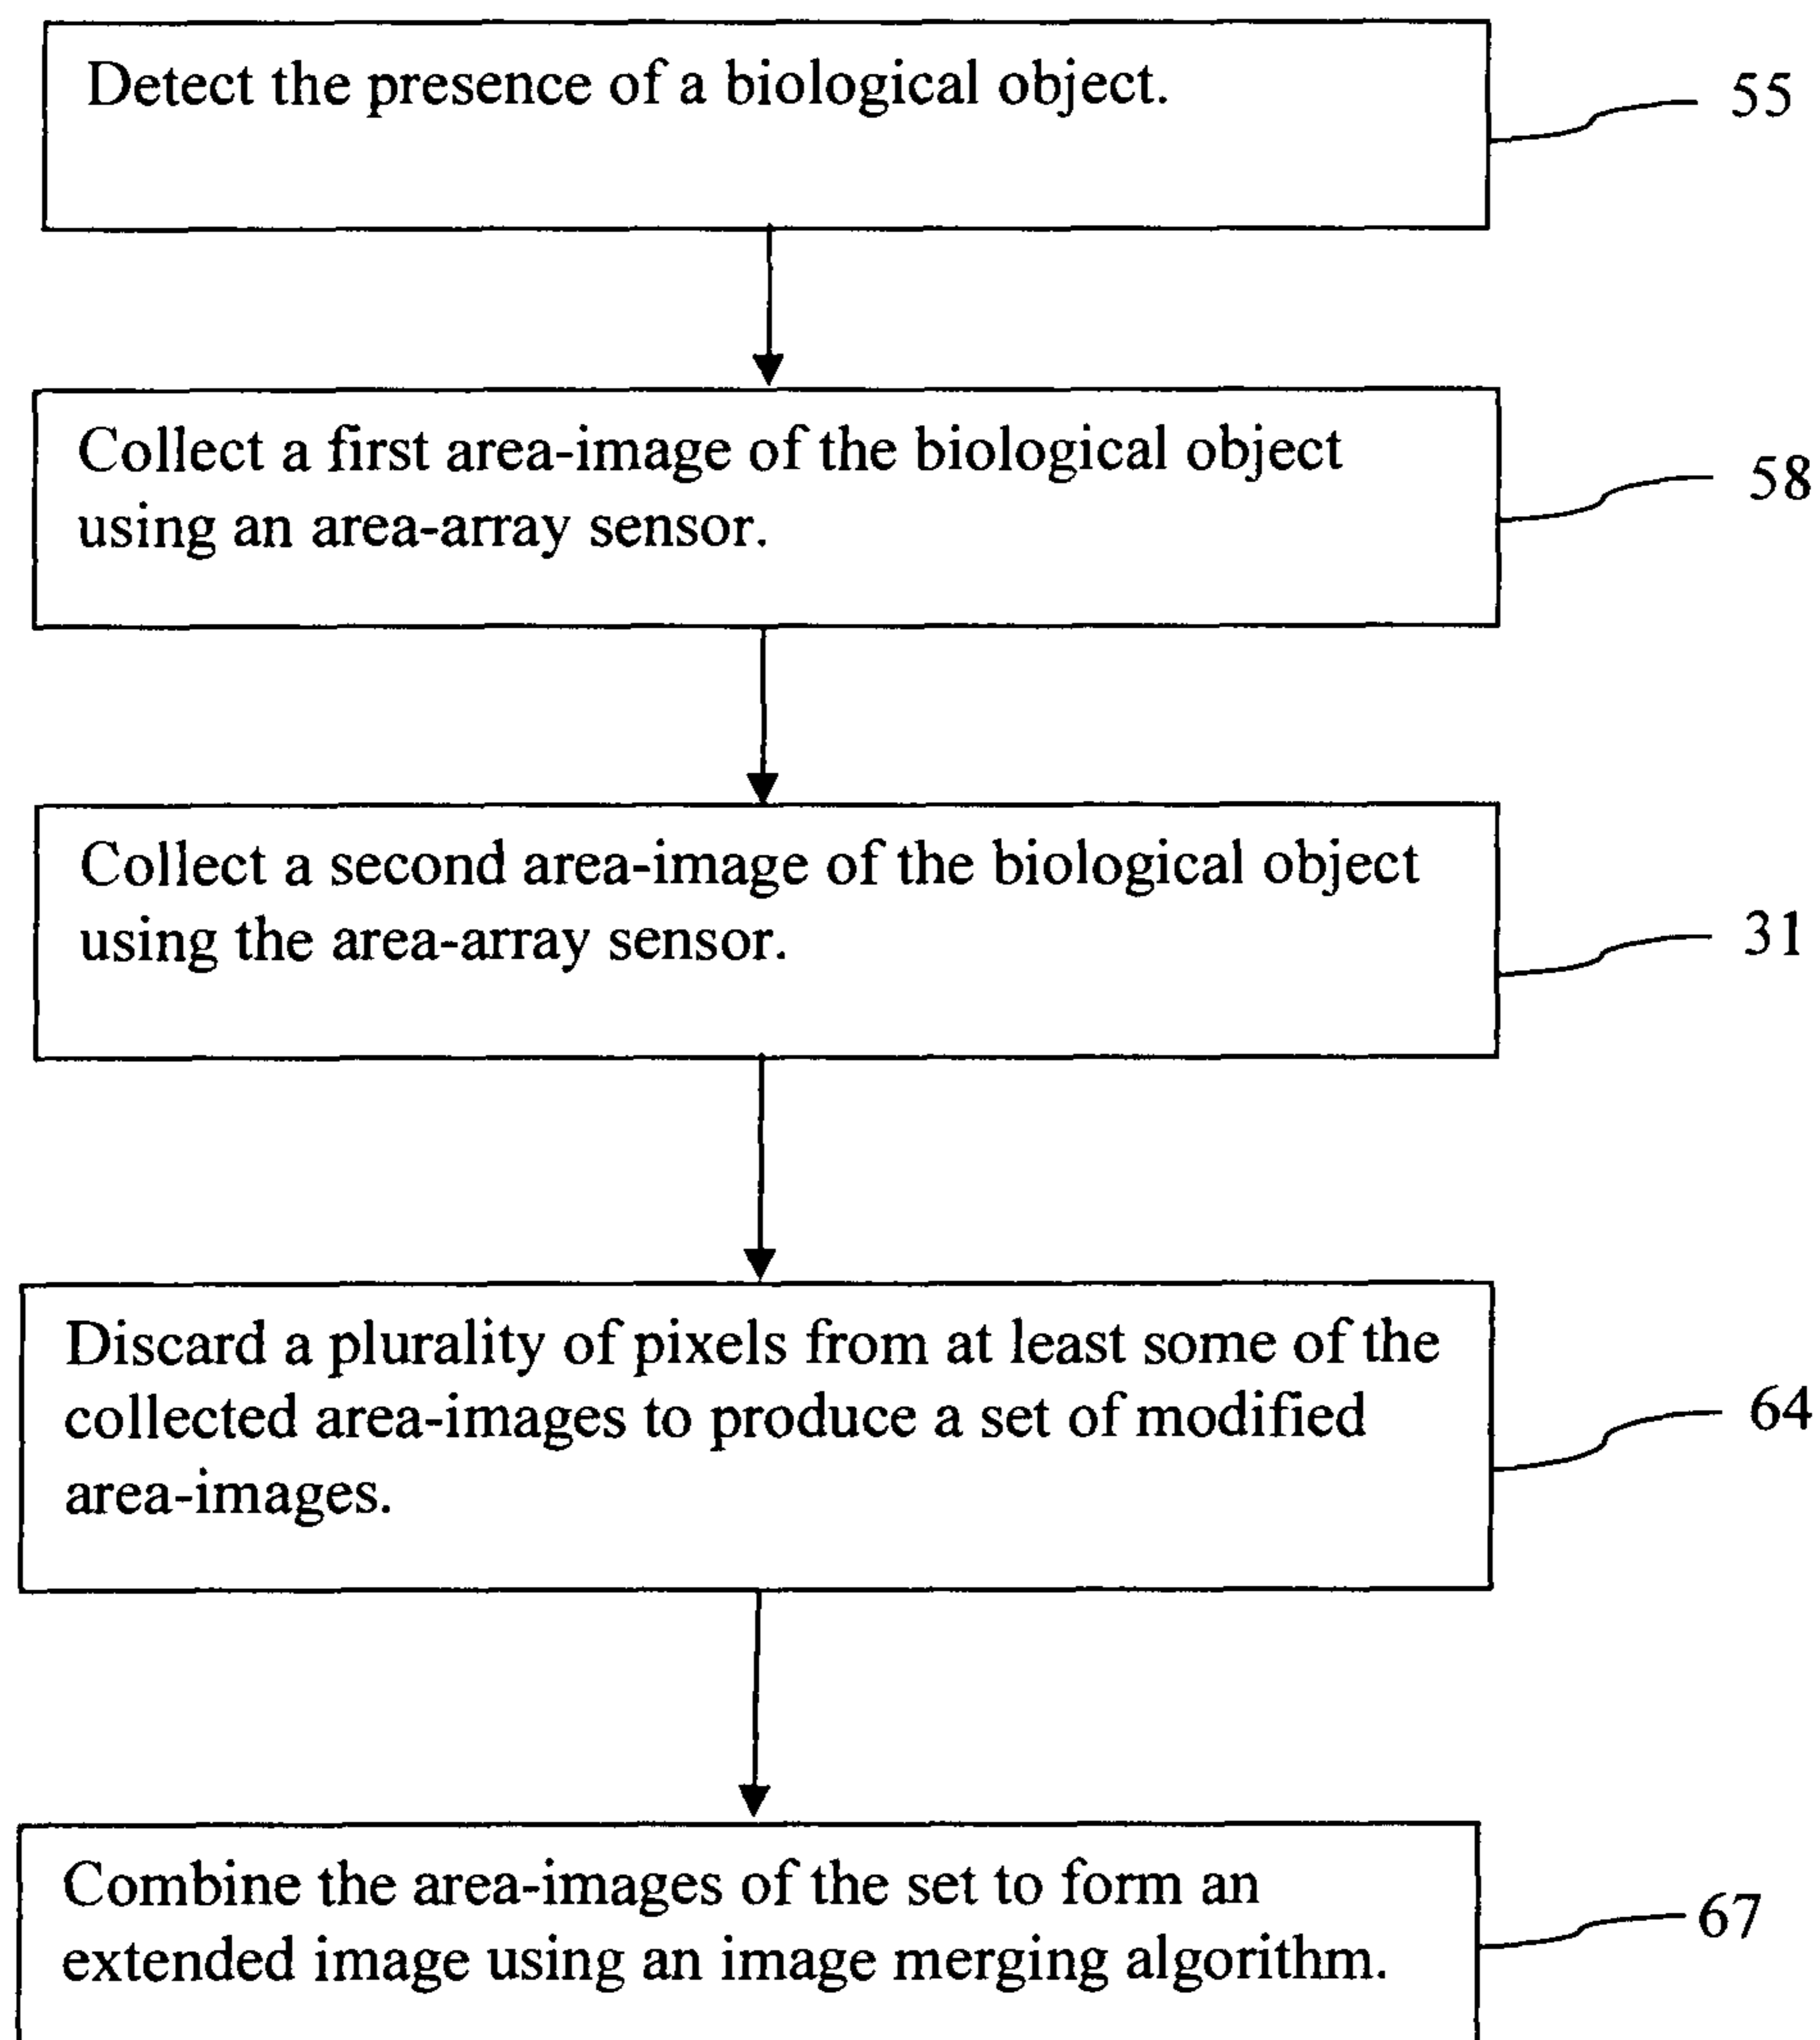 Detect the presence of a biological object.
55
Collect a first area-image of the biological object
using an area-array sensor.
58
Collect a second area-image of the biological object
using the area-array sensor.
31
Discard a plurality of pixels from at least some of the
collected area-images to produce a set of modified
area-images.
64
Combine the area-images of the set to form an
extended image using an image merging algorithm.
67